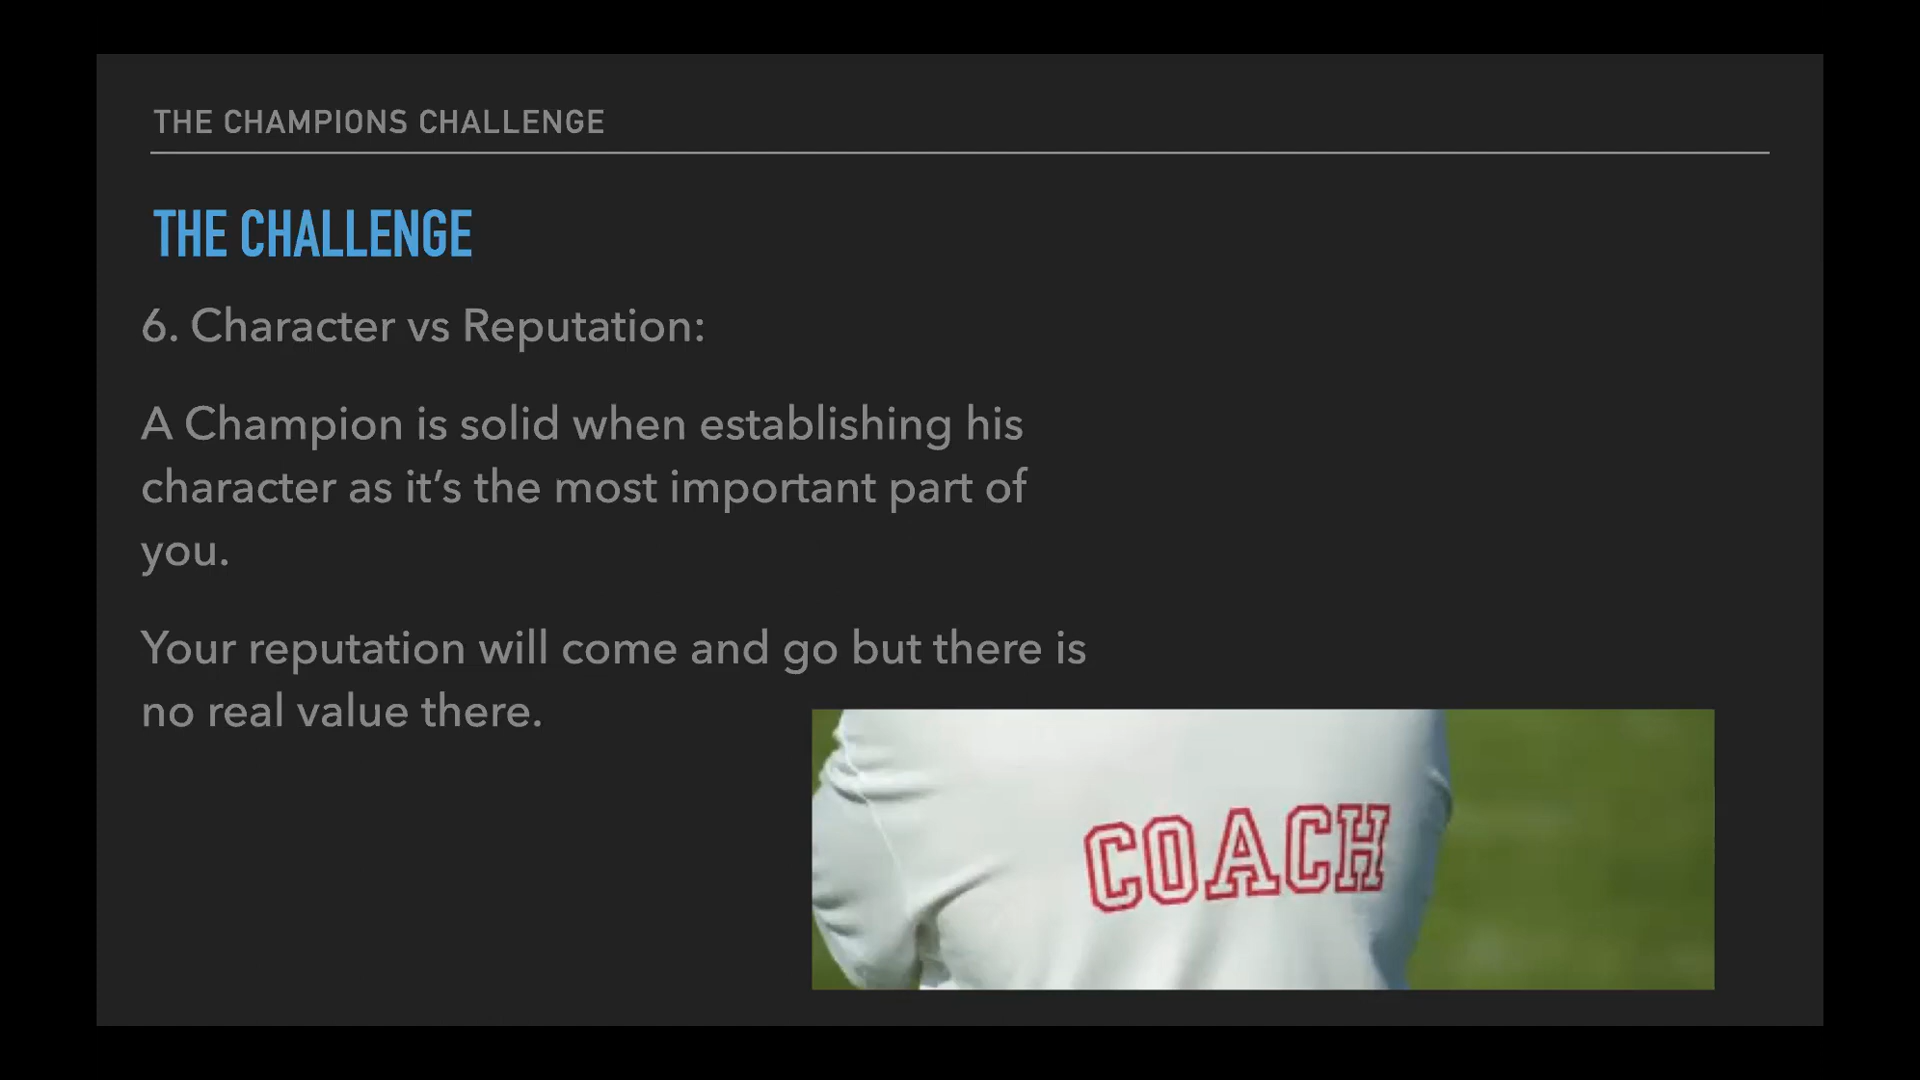 THE CHAMPIONS CHALLENGE
THE CHALLENGE
6. Character vs Reputation:
A Champion is solid when establishing his
character as it’s the most important part of
you.
Your reputation will come and go but there is
no real value there.
COACH